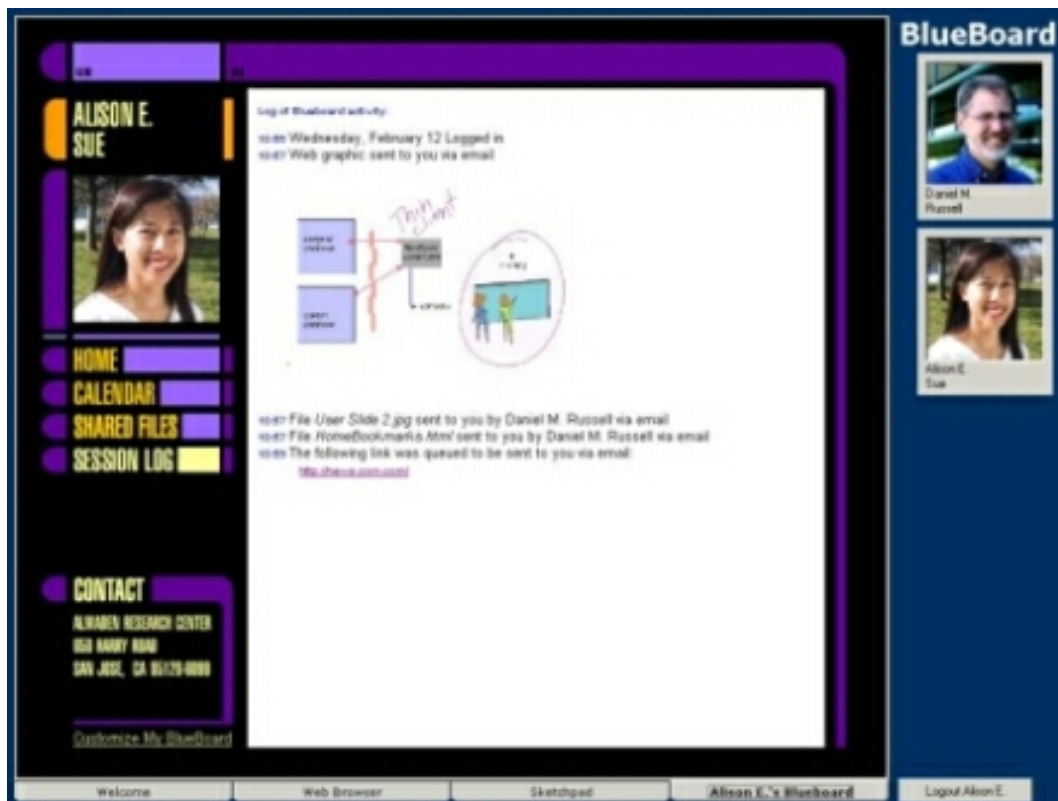 BlueBoard
ALISON E.
SUE
HOME
CALENDAR
SHARED FILES
SESSION LOG
CONTACT
ALMADEN RESEARCH CENTER
650 HARRY ROAD
SAN JOSE, CA
Customize My BlueBoard
Log of Blueboard activity:
Wednesday, February 12 Logged in
Web graphic sent to you via email
Thin
client
File User Slide 2.jpg sent to you by Daniel M. Russell via email
File HomeBookmarks.html sent to you by Daniel M. Russell via email
The following link was queued to be sent to you via email:
Daniel M.
Russell
Alison E.
Sue
Welcome
Web Browser
Sketchpad
Alison E.'s Blueboard
Logout Alison E.